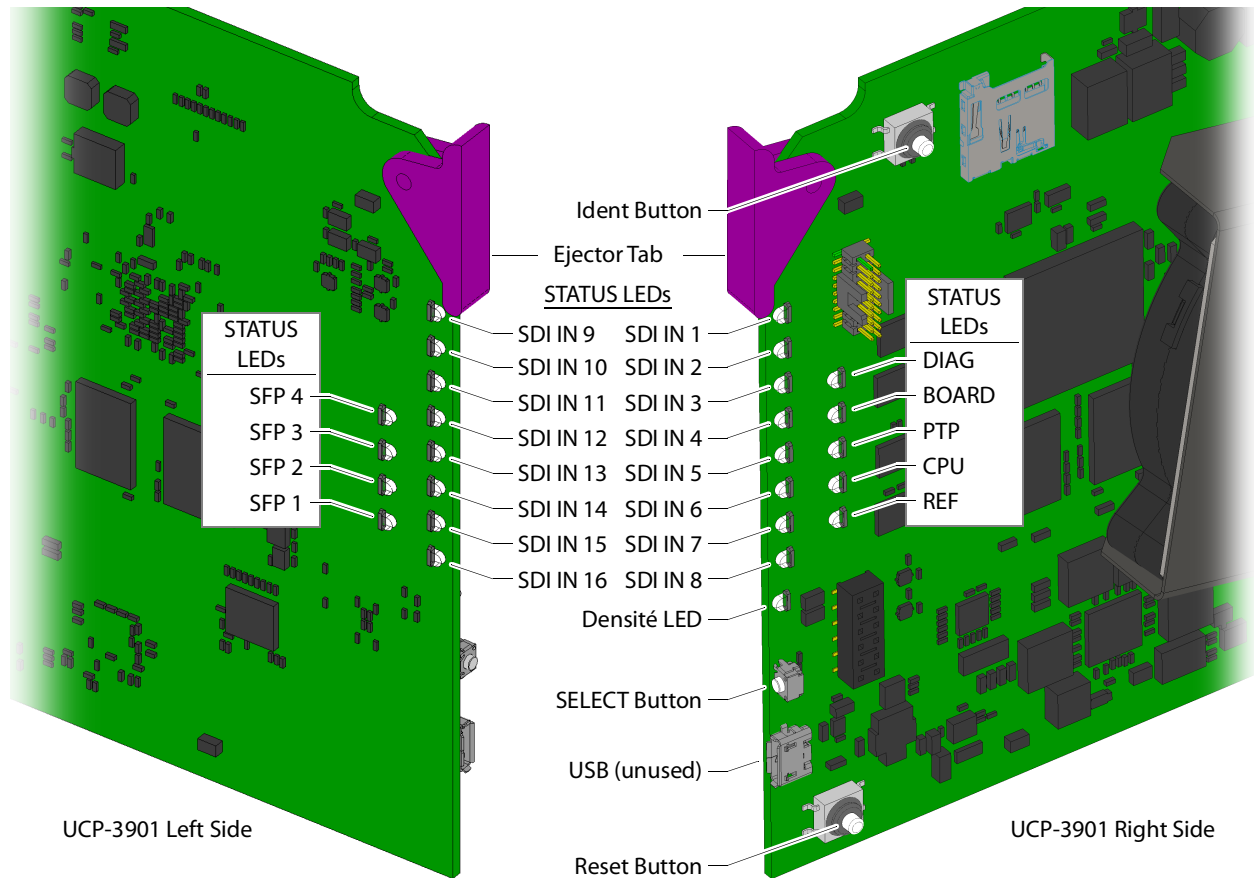 Ident Button
Ejector Tab
STATUS LEDs
STATUS
LEDs
SFP 4
SFP 3
SFP 2
SFP 1
SDI IN 9
SDI IN 10
SDI IN 11
SDI IN 12
SDI IN 13
SDI IN 14
SDI IN 15
SDI IN 16
SDI IN 1
SDI IN 2
SDI IN 3
SDI IN 4
SDI IN 5
SDI IN 6
SDI IN 7
SDI IN 8
STATUS
LEDs
DIAG
BOARD
PTP
CPU
REF
Densité LED
SELECT Button
USB (unused)
Reset Button
UCP-3901 Left Side
UCP-3901 Right Side